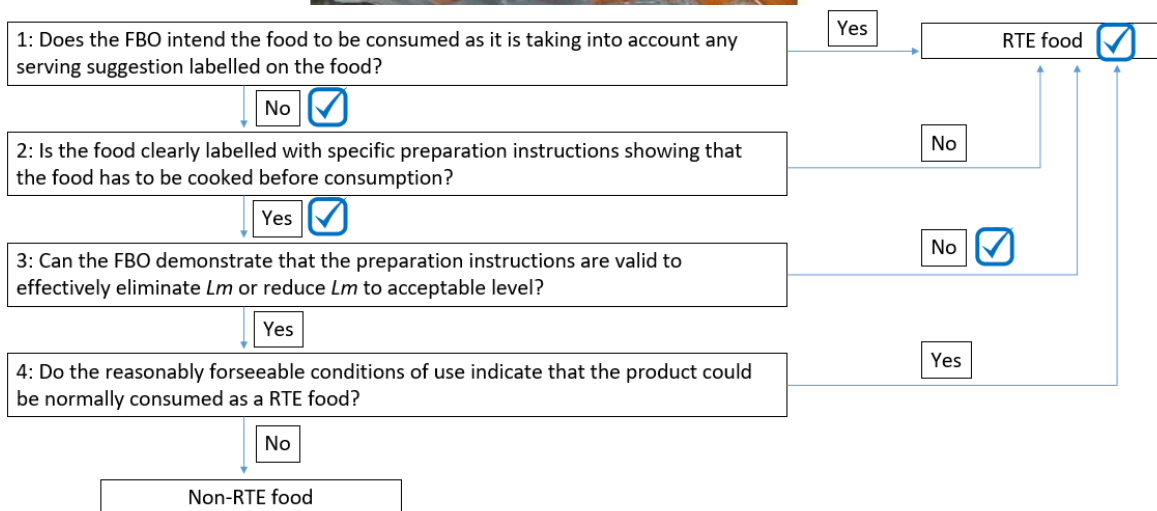 1: Does the FBO intend the food to be consumed as it is taking into account any
serving suggestion labelled on the food?
Yes
RTE food
No
2: Is the food clearly labelled with specific preparation instructions showing that
the food has to be cooked before consumption?
No
Yes
3: Can the FBO demonstrate that the preparation instructions are valid to
effectively eliminate Lm or reduce Lm to acceptable level?
No
Yes
4: Do the reasonably forseeable conditions of use indicate that the product could
be normally consumed as a RTE food?
Yes
No
Non-RTE food